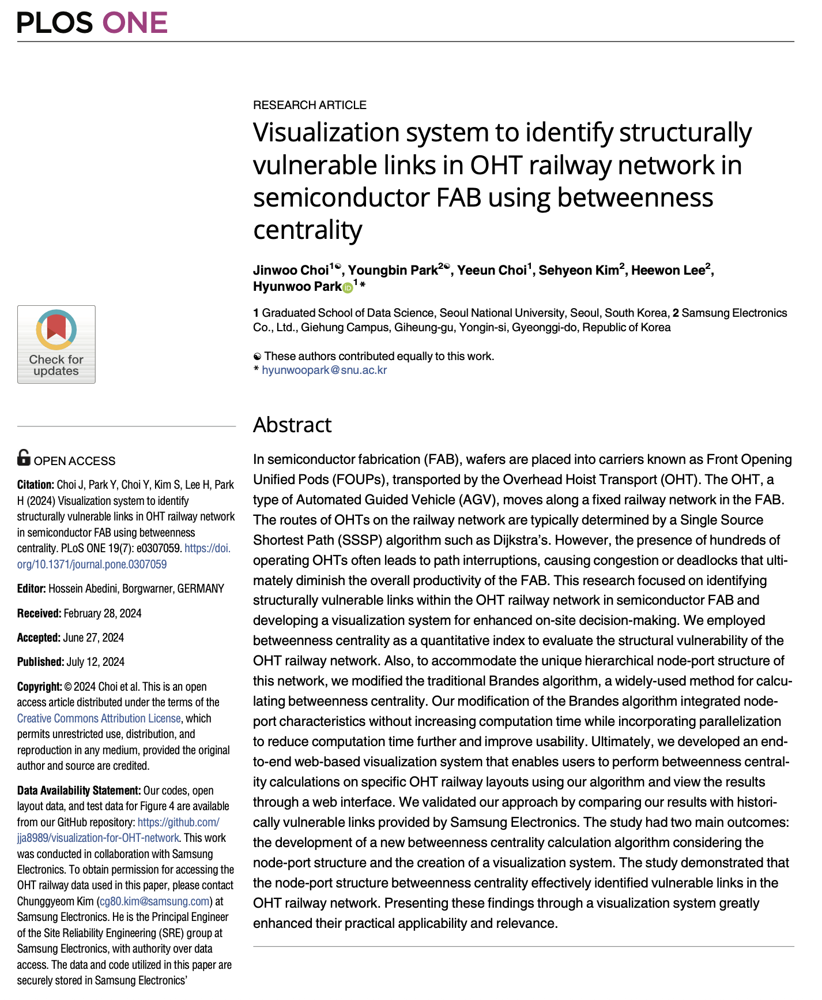 PLOS ONE
RESEARCH ARTICLE
Visualization system to identify structurally
vulnerable links in OHT railway network in
semiconductor FAB using betweenness
centrality
Jinwoo Choi1☯, Youngbin Park2☯, Yeeun Choi1, Sehyeon Kim2, Heewon Lee2,
Hyunwoo Park iD 1*
1 Graduated School of Data Science, Seoul National University, Seoul, South Korea, 2 Samsung Electronics
Co., Ltd., Giehung Campus, Giheung-gu, Yongin-si, Gyeonggi-do, Republic of Korea
☯ These authors contributed equally to this work.
* hyunwoopark@snu.ac.kr
Check for
updates
OPEN ACCESS
Citation: Choi J, Park Y, Choi Y, Kim S, Lee H, Park
H (2024) Visualization system to identify
structurally vulnerable links in OHT railway network
in semiconductor FAB using betweenness
centrality. PLoS ONE 19(7): e0307059. https://doi.
org/10.1371/journal.pone.0307059
Editor: Hossein Abedini, Borgwarner, GERMANY
Received: February 28, 2024
Accepted: June 27, 2024
Published: July 12, 2024
Copyright: © 2024 Choi et al. This is an open
access article distributed under the terms of the
Creative Commons Attribution License, which
permits unrestricted use, distribution, and
reproduction in any medium, provided the original
author and source are credited.
Data Availability Statement: Our codes, open
layout data, and test data for Figure 4 are available
from our GitHub repository: https://github.com/
jja8989/visualization-for-OHT-network. This work
was conducted in collaboration with Samsung
Electronics. To obtain permission for accessing the
OHT railway data used in this paper, please contact
Chunggyeom Kim (cg80.kim@samsung.com) at
Samsung Electronics. He is the Principal Engineer
of the Site Reliability Engineering (SRE) group at
Samsung Electronics, with authority over data
access. The data and code utilized in this paper are
securely stored in Samsung Electronics'
Abstract
In semiconductor fabrication (FAB), wafers are placed into carriers known as Front Opening
Unified Pods (FOUPs), transported by the Overhead Hoist Transport (OHT). The OHT, a
type of Automated Guided Vehicle (AGV), moves along a fixed railway network in the FAB.
The routes of OHTs on the railway network are typically determined by a Single Source
Shortest Path (SSSP) algorithm such as Dijkstra's. However, the presence of hundreds of
operating OHTs often leads to path interruptions, causing congestion or deadlocks that ulti-
mately diminish the overall productivity of the FAB. This research focused on identifying
structurally vulnerable links within the OHT railway network in semiconductor FAB and
developing a visualization system for enhanced on-site decision-making. We employed
betweenness centrality as a quantitative index to evaluate the structural vulnerability of the
OHT railway network. Also, to accommodate the unique hierarchical node-port structure of
this network, we modified the traditional Brandes algorithm, a widely-used method for calcu-
lating betweenness centrality. Our modification of the Brandes algorithm integrated node-
port characteristics without increasing computation time while incorporating parallelization
to reduce computation time further and improve usability. Ultimately, we developed an end-
to-end web-based visualization system that enables users to perform betweenness central-
ity calculations on specific OHT railway layouts using our algorithm and view the results
through a web interface. We validated our approach by comparing our results with histori-
cally vulnerable links provided by Samsung Electronics. The study had two main outcomes:
the development of a new betweenness centrality calculation algorithm considering the
node-port structure and the creation of a visualization system. The study demonstrated that
the node-port structure betweenness centrality effectively identified vulnerable links in the
OHT railway network. Presenting these findings through a visualization system greatly
enhanced their practical applicability and relevance.